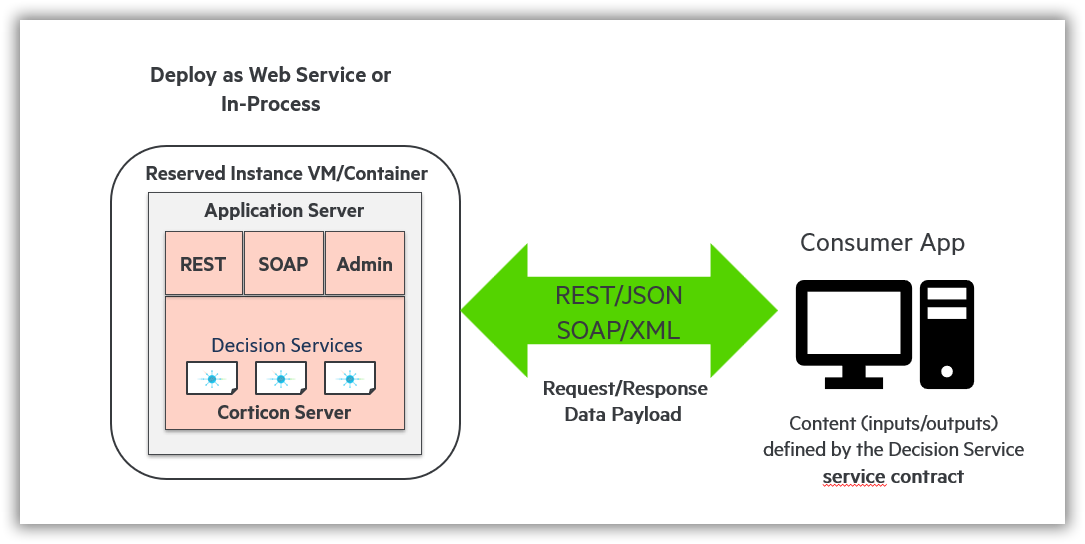 Deploy as Web Service or
In-Process
Reserved Instance VM/Container
Application Server
REST
SOAP
Admin
Decision Services
Corticon Server
REST/JSON
SOAP/XML
Request/Response
Data Payload
Consumer App
Content (inputs/outputs)
defined by the Decision Service
service contract